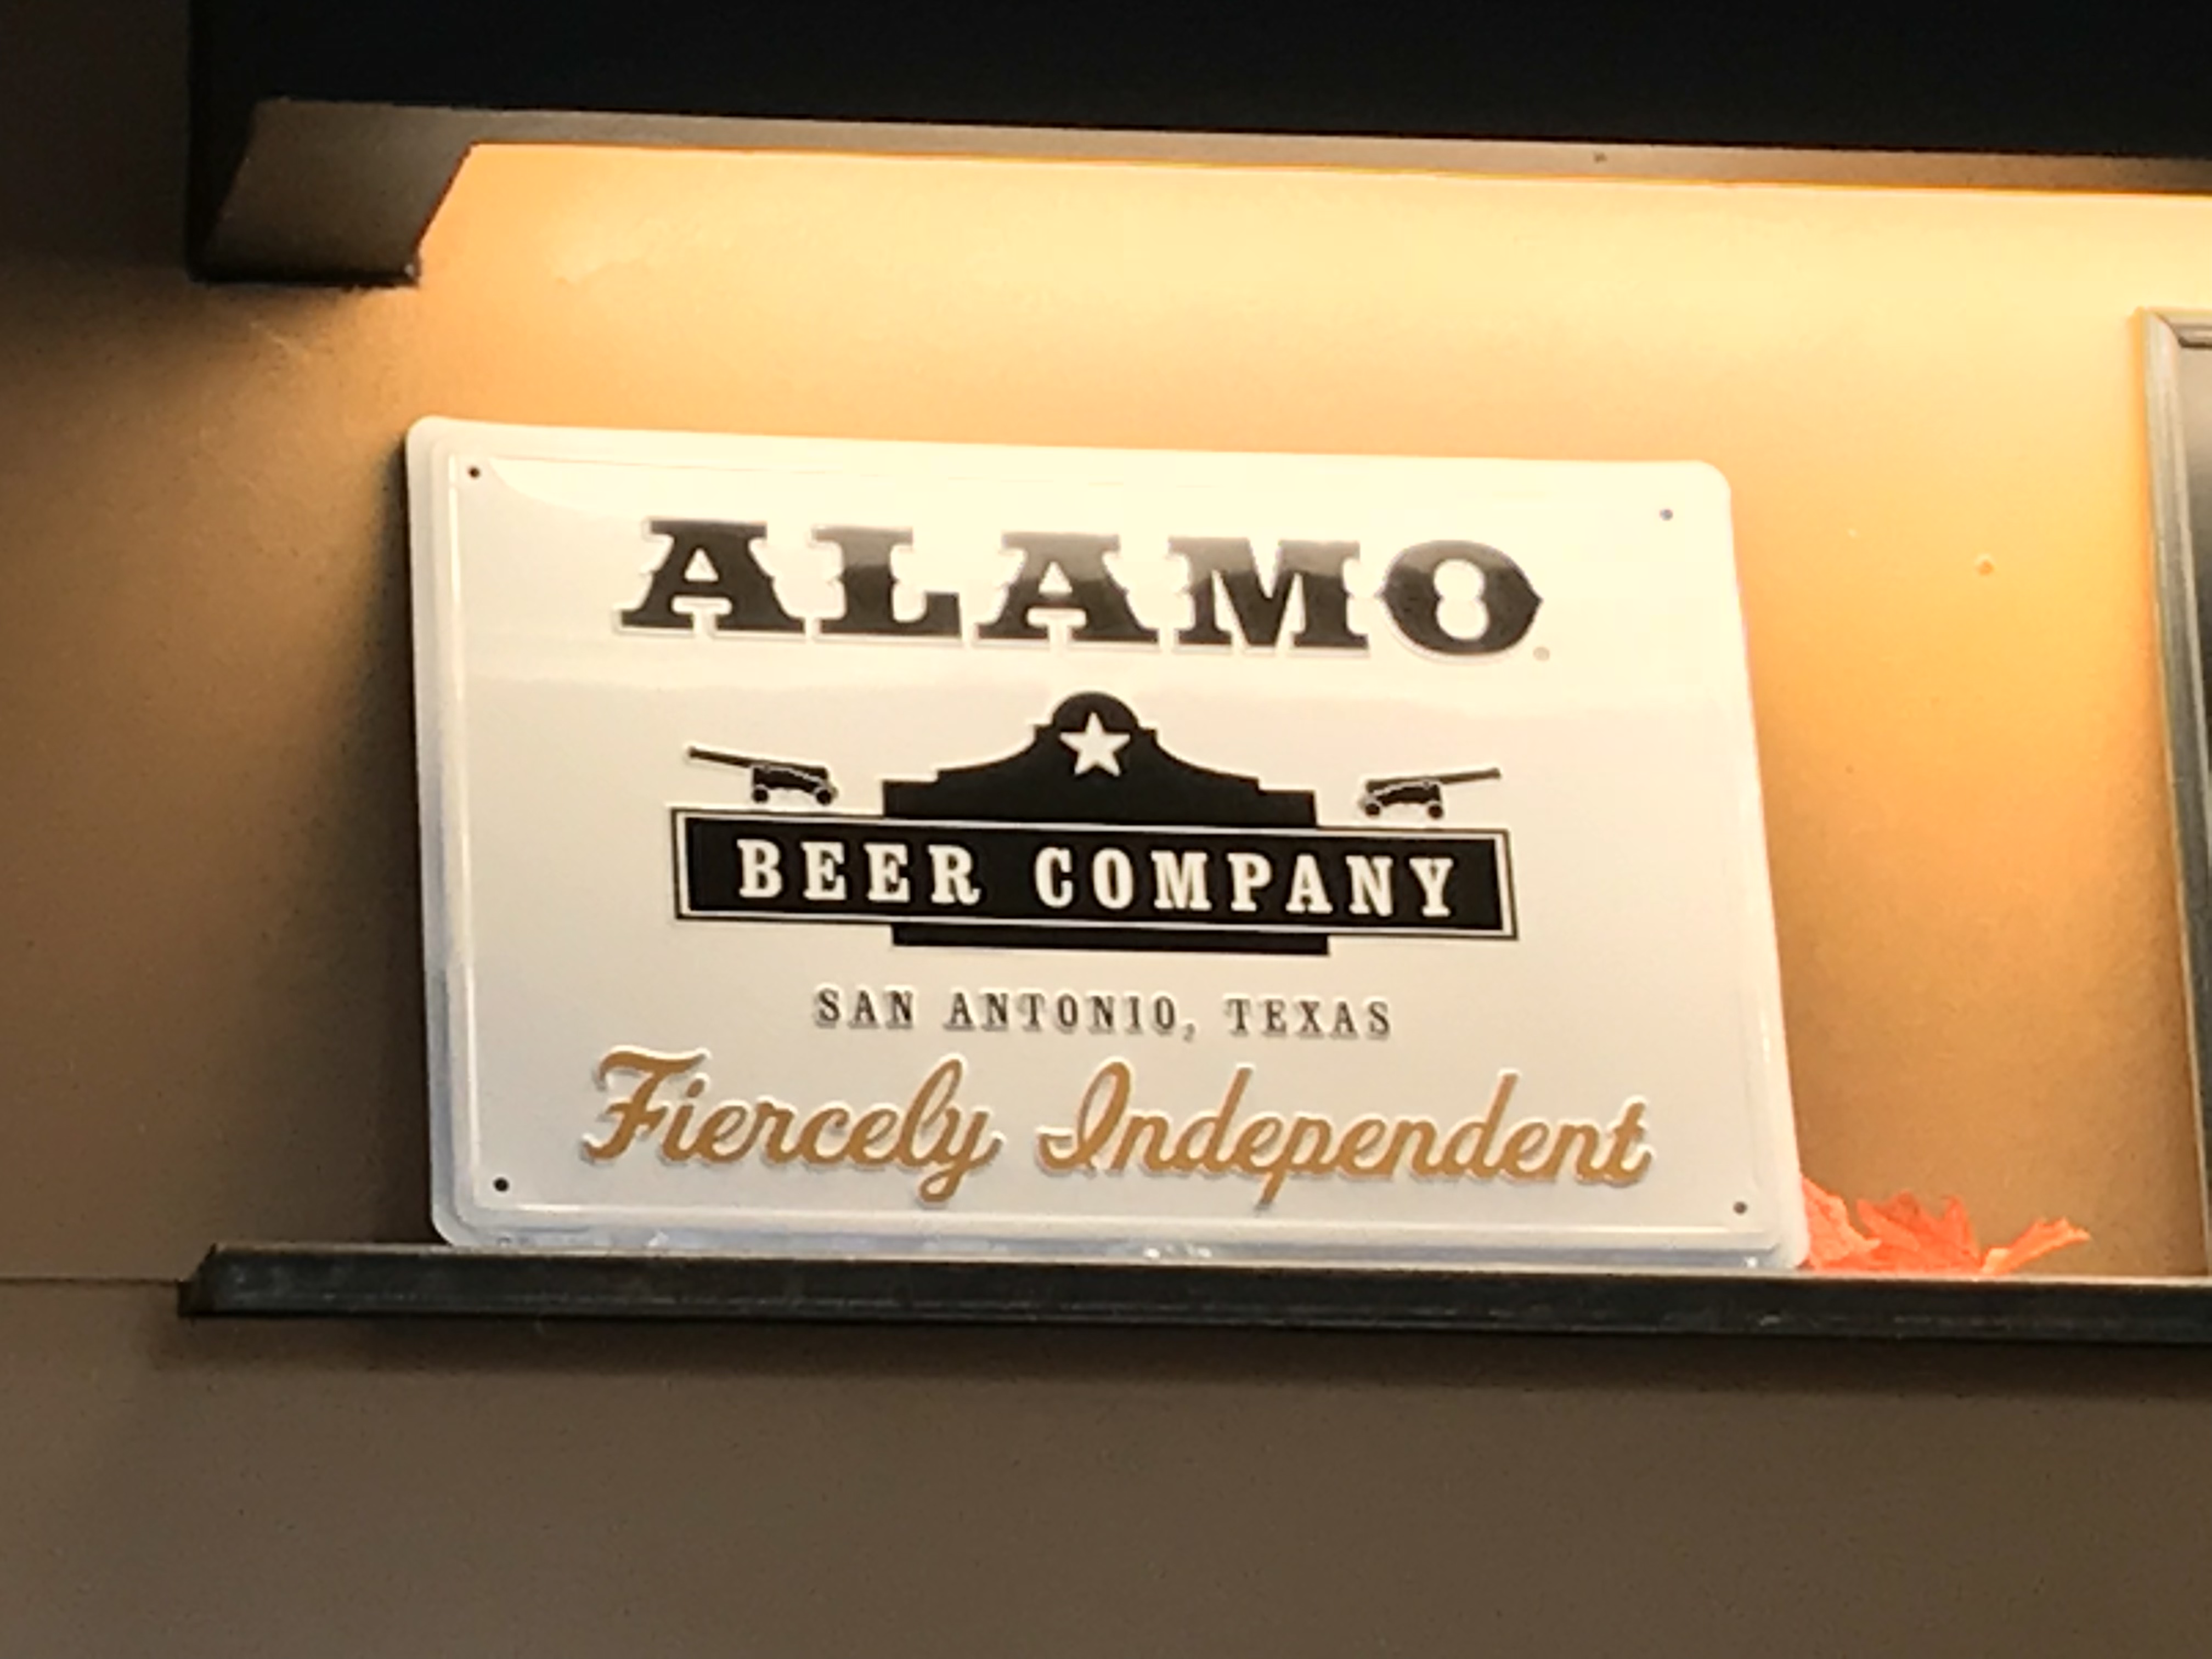 ALAMO
BEER COMPANY
SAN ANTONIO, TEXAS
Fiercely Independent